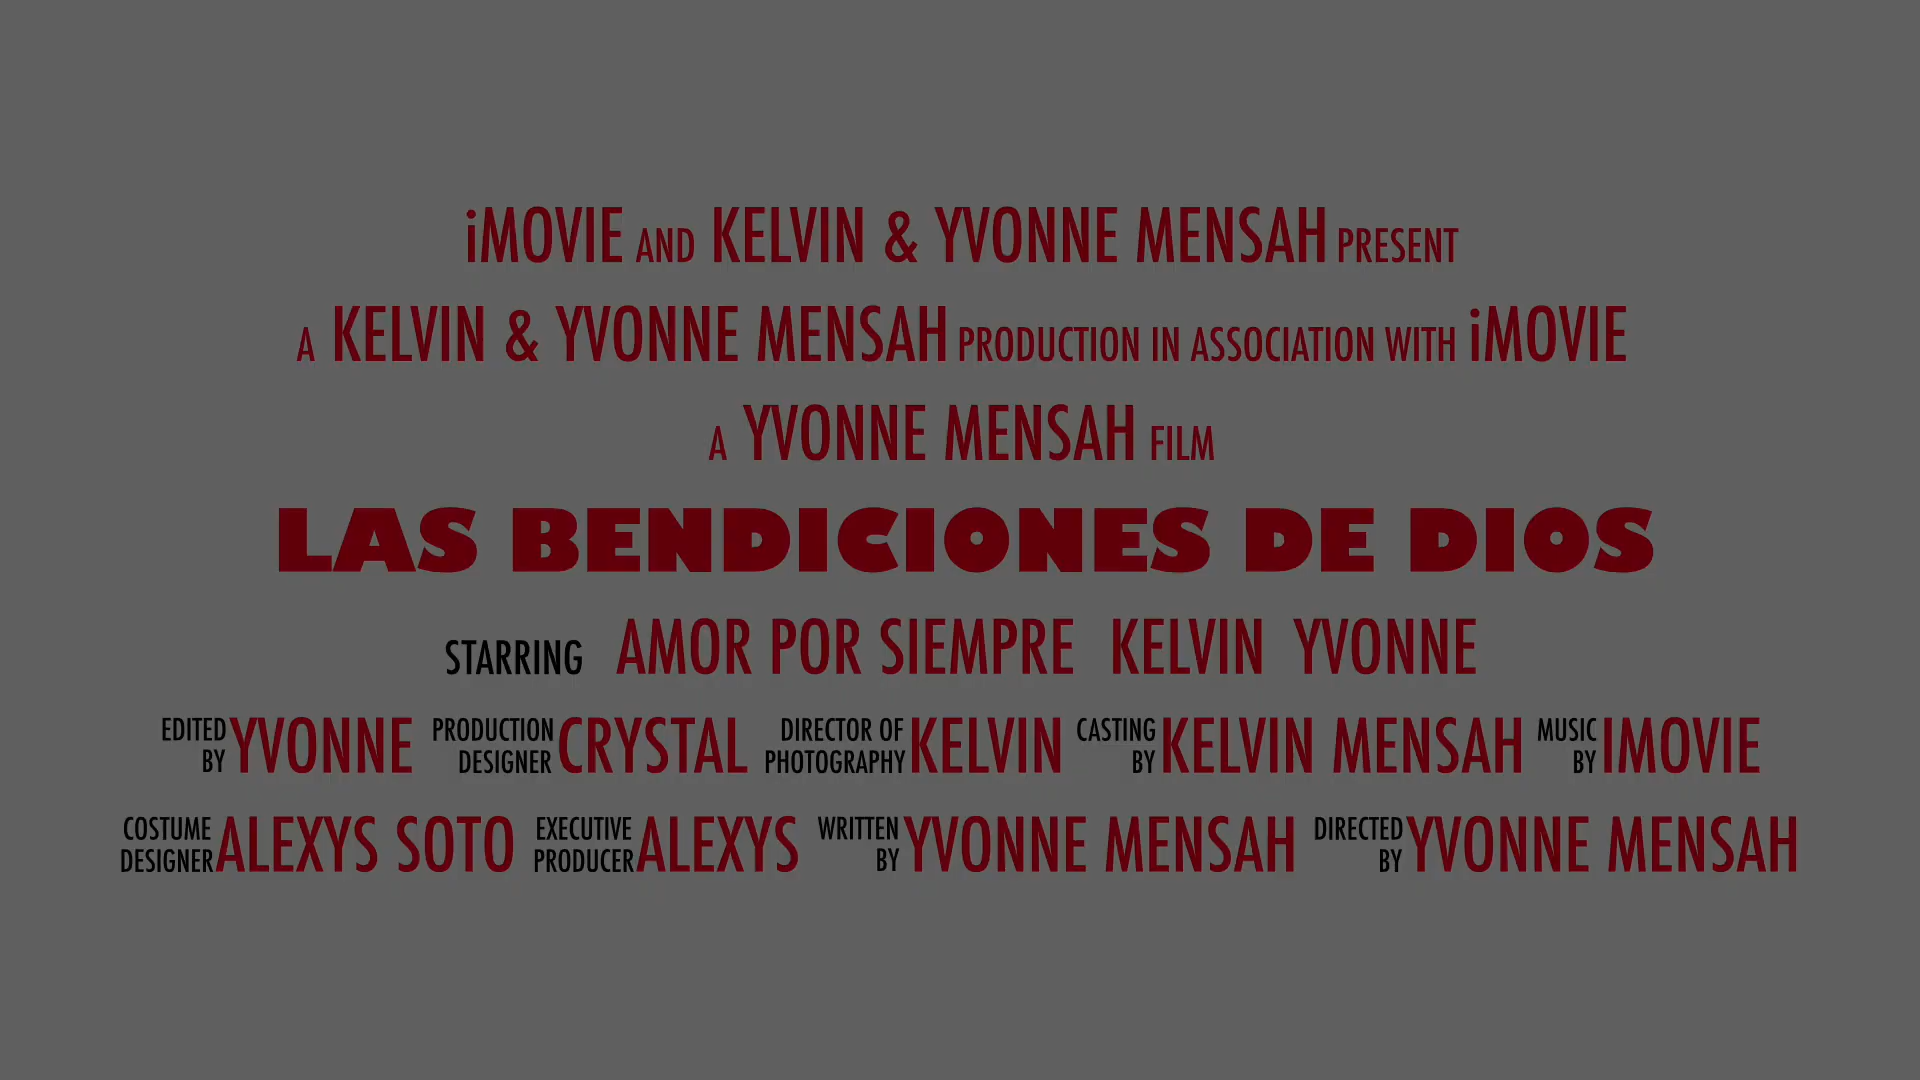 iMOVIE AND KELVIN & YVONNE MENSAH PRESENT
A KELVIN & YVONNE MENSAH PRODUCTION IN ASSOCIATION WITH iMOVIE
A YVONNE MENSAH FILM
LAS BENDICIONES DE DIOS
STARRING AMOR POR SIEMPRE KELVIN YVONNE
EDITED BY YVONNE PRODUCTION DESIGNER CRYSTAL DIRECTOR OF PHOTOGRAPHY KELVIN CASTING BY KELVIN MENSAH MUSIC BY IMOVIE
COSTUME DESIGNER ALEXYS SOTO EXECUTIVE PRODUCER ALEXYS WRITTEN BY YVONNE MENSAH DIRECTED BY YVONNE MENSAH